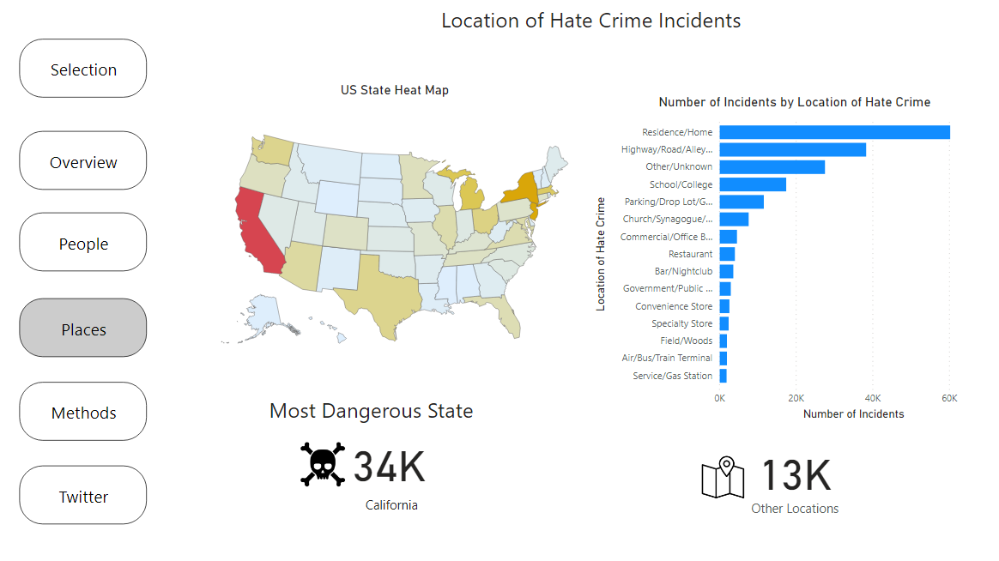 Location of Hate Crime Incidents
Selection
Overview
People
Places
Methods
Twitter
US State Heat Map
Most Dangerous State
34K
California
Number of Incidents by Location of Hate Crime
Location of Hate Crime
Residence/Home
Highway/Road/Alley...
Other/Unknown
School/College
Parking/Drop Lot/G...
Church/Synagogue/...
Commercial/Office B...
Restaurant
Bar/Nightclub
Government/Public ...
Convenience Store
Specialty Store
Field/Woods
Air/Bus/Train Terminal
Service/Gas Station
0K 20K 40K 60K
Number of Incidents
13K
Other Locations